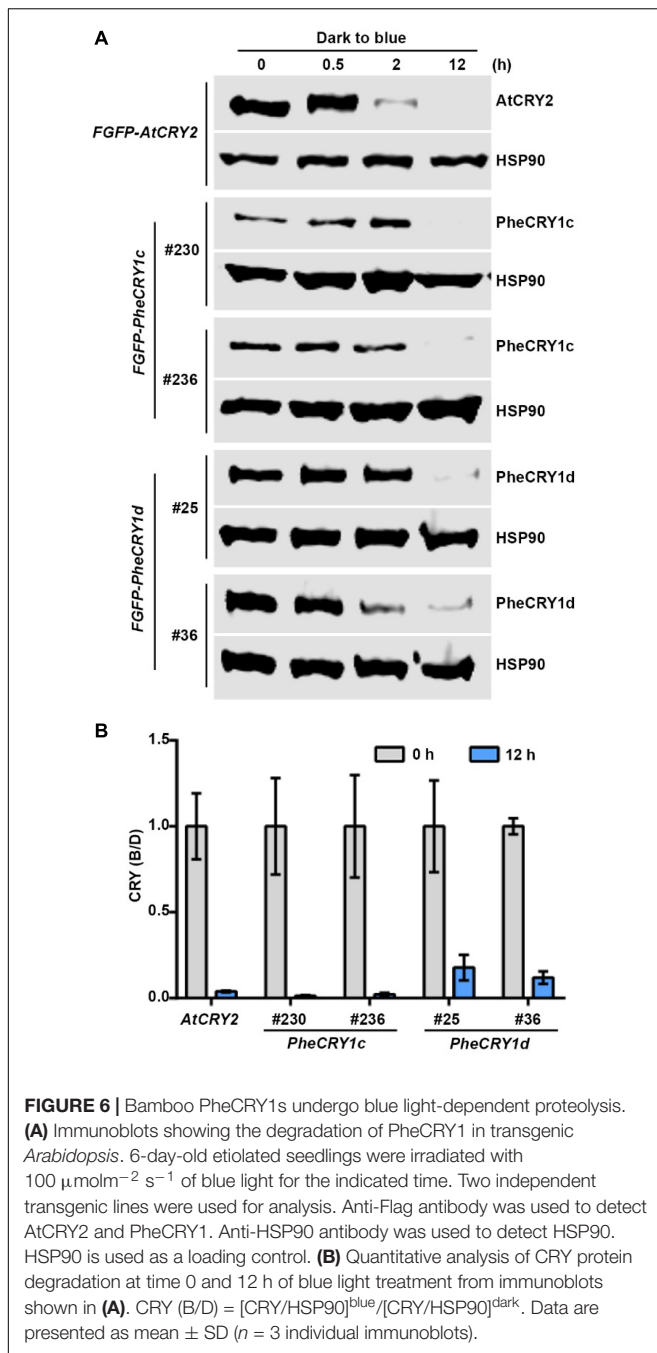 A
Dark to blue
0 0.5 2 12 (h)
FGFP-AtCRY2
AtCRY2
HSP90
FGFP-PheCRY1c
#230
PheCRY1c
HSP90
#236
PheCRY1c
HSP90
FGFP-PheCRY1d
#25
PheCRY1d
HSP90
#36
PheCRY1d
HSP90
B
CRY (B/D)
1.5
1.0
0.5
0.0
0 h 12 h
AtCRY2 #230 #236 #25 #36
PheCRY1c PheCRY1d
FIGURE 6 | Bamboo PheCRY1s undergo blue light-dependent proteolysis.
(A) Immunoblots showing the degradation of PheCRY1 in transgenic
Arabidopsis. 6-day-old etiolated seedlings were irradiated with
100 μmolm−2 s−1 of blue light for the indicated time. Two independent
transgenic lines were used for analysis. Anti-Flag antibody was used to detect
AtCRY2 and PheCRY1. Anti-HSP90 antibody was used to detect HSP90.
HSP90 is used as a loading control. (B) Quantitative analysis of CRY protein
degradation at time 0 and 12 h of blue light treatment from immunoblots
shown in (A). CRY (B/D) = [CRY/HSP90]blue/[CRY/HSP90]dark. Data are
presented as mean ± SD (n = 3 individual immunoblots).